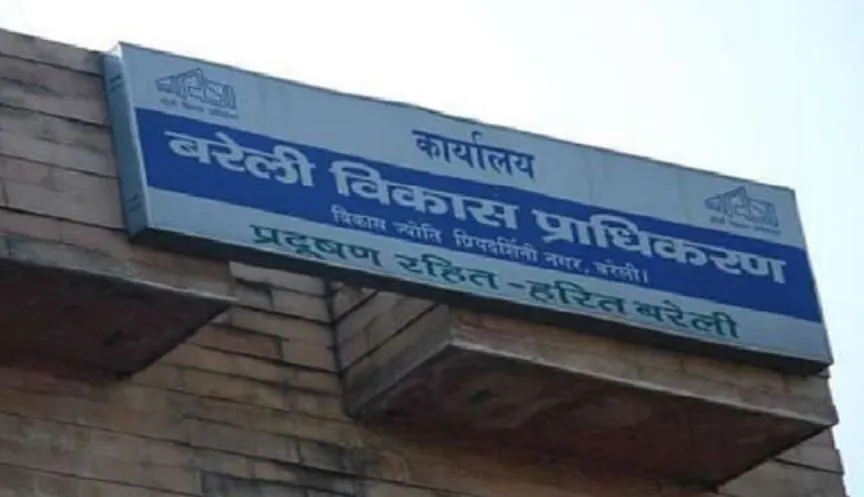 कार्यालय
बरेली विकास प्राधिकरण
विकास ज्योति प्रियदर्शिनी नगर, बरेली।
प्रदूषण रहित-हरित बरेली